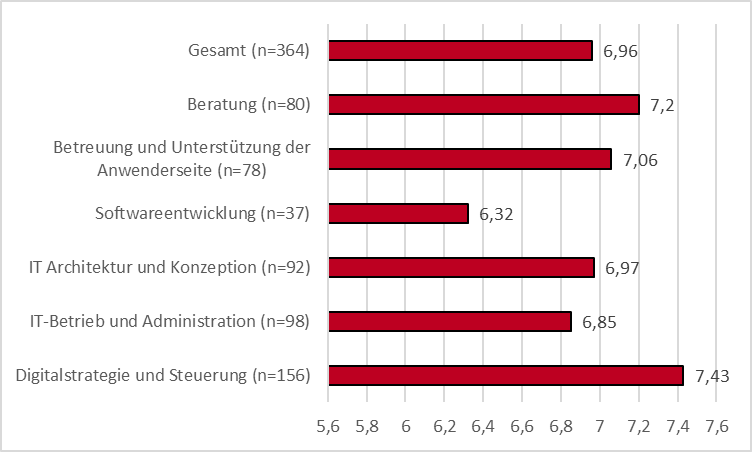 Gesamt (n=364)
6,96
Beratung (n=80)
7,2
Betreuung und Unterstützung der
Anwenderseite (n=78)
7,06
Softwareentwicklung (n=37)
6,32
IT Architektur und Konzeption (n=92)
6,97
IT-Betrieb und Administration (n=98)
6,85
Digitalstrategie und Steuerung (n=156)
7,43
5,6 5,8 6 6,2 6,4 6,6 6,8 7 7,2 7,4 7,6